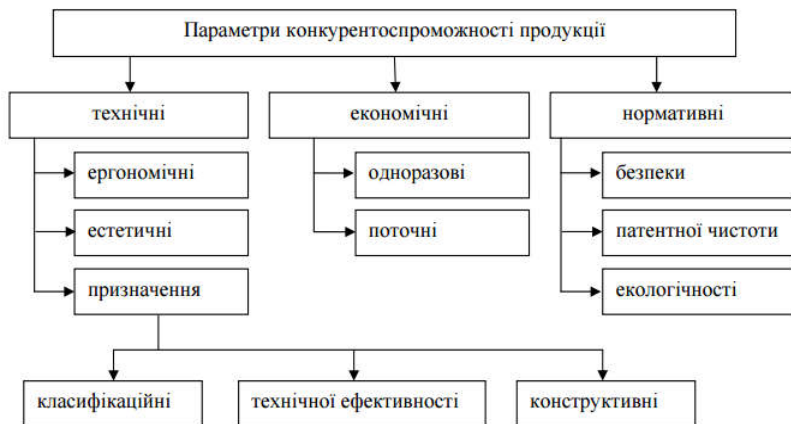 Параметри конкурентоспроможності продукції
технічні
економічні
нормативні
ергономічні
одноразові
безпеки
естетичні
поточні
патентної чистоти
призначення
екологічності
класифікаційні
технічної ефективності
конструктивні